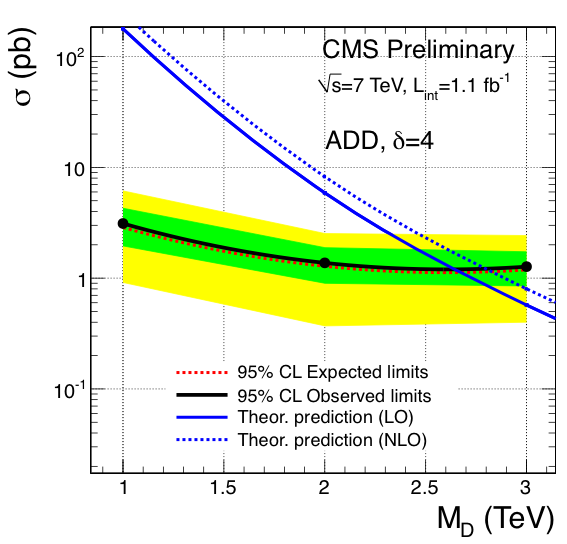 σ (pb)
10²
10
1
10⁻¹
CMS Preliminary
√s=7 TeV, L_int=1.1 fb⁻¹
ADD, δ=4
95% CL Expected limits
95% CL Observed limits
Theor. prediction (LO)
Theor. prediction (NLO)
1 1.5 2 2.5 3
M_D (TeV)